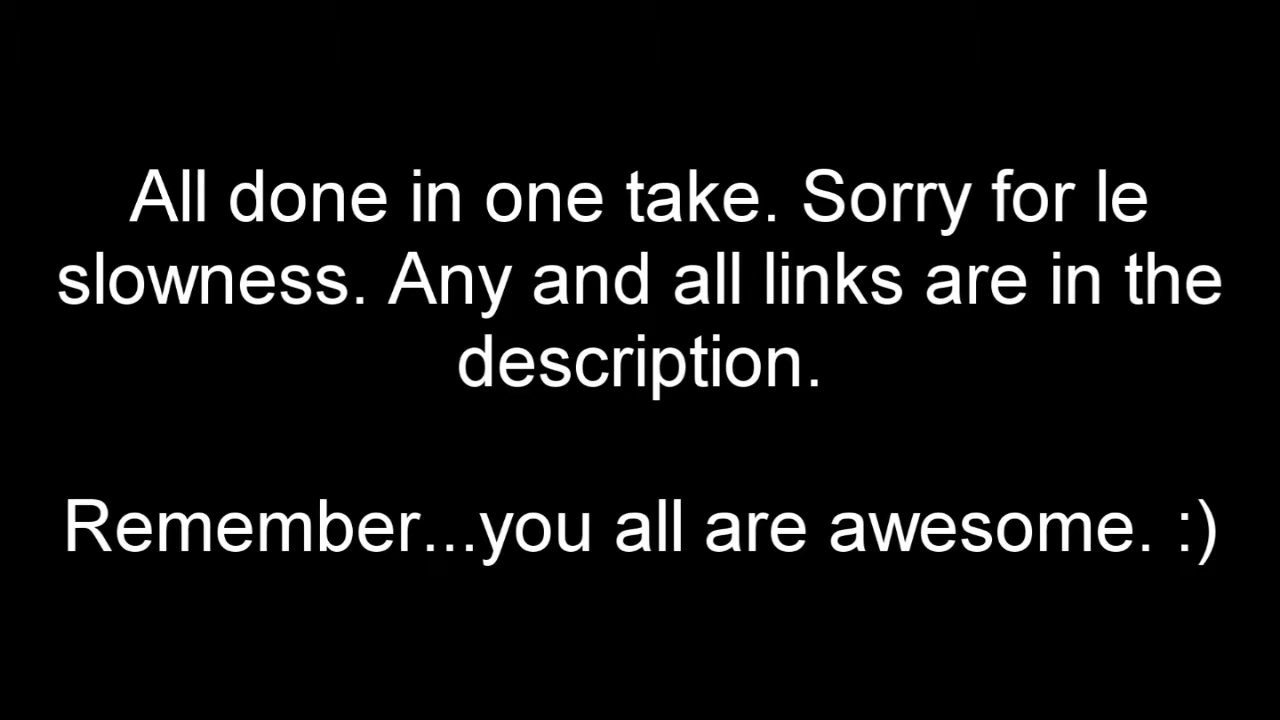 All done in one take. Sorry for le
slowness. Any and all links are in the
description.
Remember...you all are awesome. :)